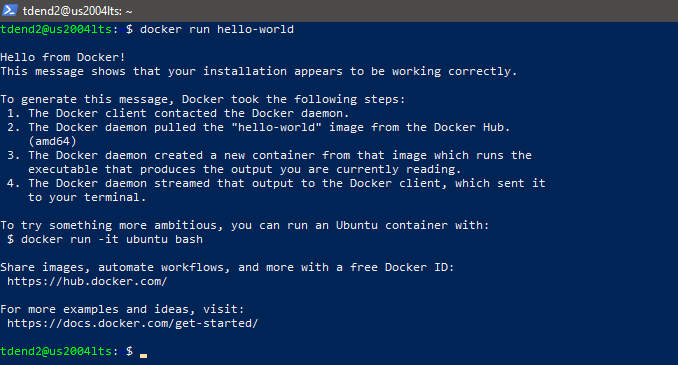 tdend2@us2004lts: ~
tdend2@us2004lts:~$ docker run hello-world
Hello from Docker!
This message shows that your installation appears to be working correctly.
To generate this message, Docker took the following steps:
1. The Docker client contacted the Docker daemon.
2. The Docker daemon pulled the "hello-world" image from the Docker Hub.
(amd64)
3. The Docker daemon created a new container from that image which runs the
executable that produces the output you are currently reading.
4. The Docker daemon streamed that output to the Docker client, which sent it
to your terminal.
To try something more ambitious, you can run an Ubuntu container with:
$ docker run -it ubuntu bash
Share images, automate workflows, and more with a free Docker ID:
https://hub.docker.com/
For more examples and ideas, visit:
https://docs.docker.com/get-started/
tdend2@us2004lts:~$